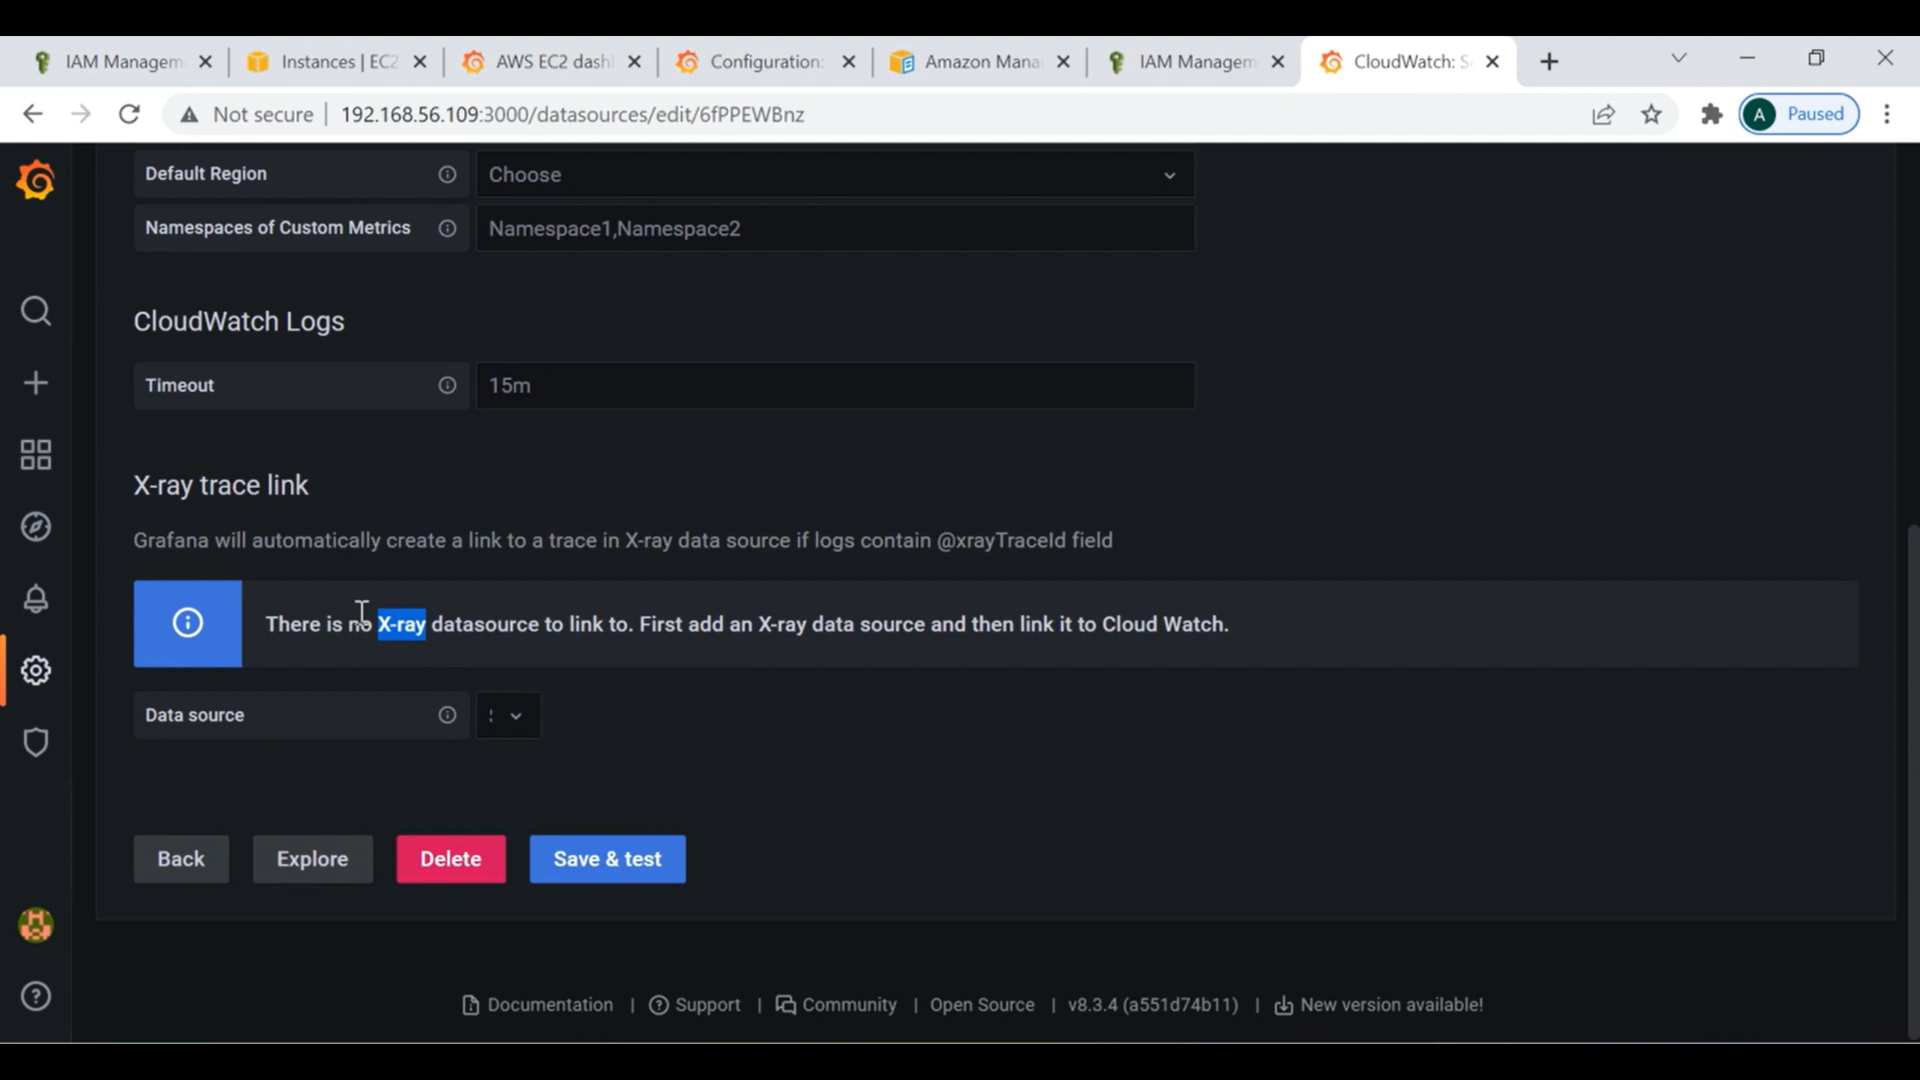 IAM Managem
Instances | EC2
AWS EC2 dash
Configuration:
Amazon Mana
IAM Managem
CloudWatch: S
Not secure
192.168.56.109:3000/datasources/edit/6fPPEWBnz
A
Paused
Default Region
Choose
Namespaces of Custom Metrics
Namespace1,Namespace2
CloudWatch Logs
Timeout
15m
X-ray trace link
Grafana will automatically create a link to a trace in X-ray data source if logs contain @xrayTraceId field
There is no X-ray datasource to link to. First add an X-ray data source and then link it to Cloud Watch.
Data source
Back
Explore
Delete
Save & test
Documentation | Support | Community | Open Source | v8.3.4 (a551d74b11) | New version available!